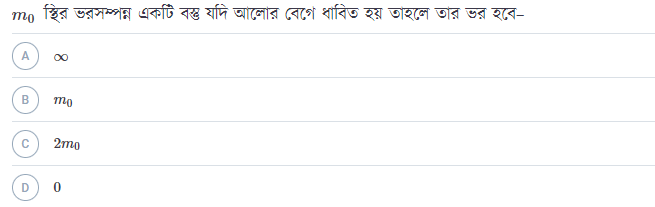 m₀ স্থির ভরসম্পন্ন একটি বস্তু যদি আলোর বেগে ধাবিত হয় তাহলে তার ভর হবে–
A ∞
B m₀
C 2m₀
D 0